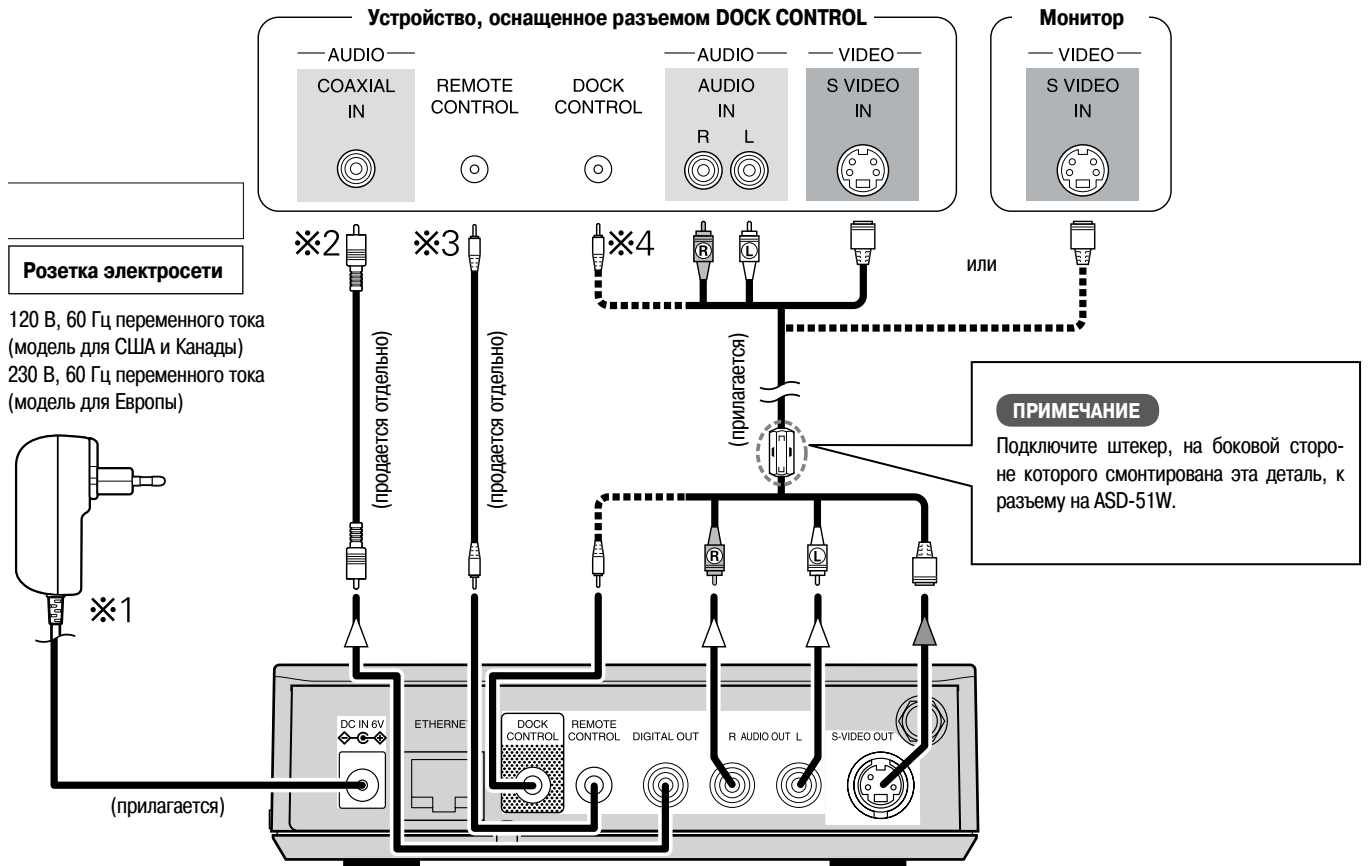 Устройство, оснащенное разъемом DOCK CONTROL
Монитор
AUDIO
AUDIO
VIDEO
VIDEO
COAXIAL
IN
REMOTE
CONTROL
DOCK
CONTROL
AUDIO
IN
R L
S VIDEO
IN
S VIDEO
IN
Розетка электросети
120 В, 60 Гц переменного тока
(модель для США и Канады)
230 В, 60 Гц переменного тока
(модель для Европы)
※2
※3
※4
R
L
или
(продается отдельно)
(продается отдельно)
(прилагается)
ПРИМЕЧАНИЕ
Подключите штекер, на боковой сторо-
не которого смонтирована эта деталь, к
разъему на ASD-51W.
R
L
※1
DC IN 6V
ETHERNET
DOCK
CONTROL
REMOTE
CONTROL
DIGITAL OUT
R AUDIO OUT L
S-VIDEO OUT
(прилагается)